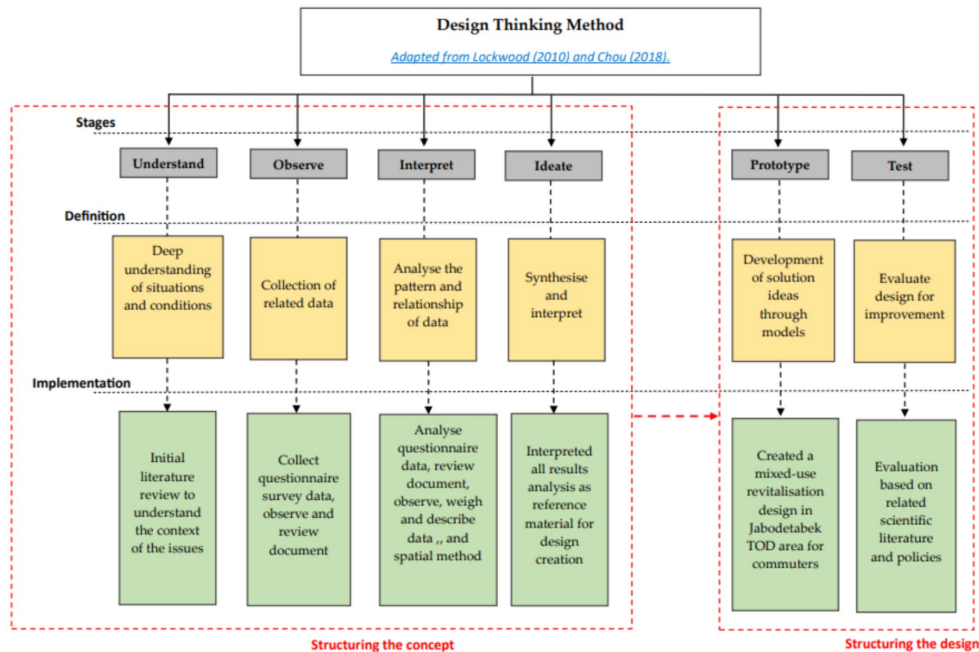 Design Thinking Method
Adapted from Lockwood (2010) and Chou (2018).
Stages
Understand
Observe
Interpret
Ideate
Prototype
Test
Definition
Deep
understanding
of situations
and conditions
Collection of
related data
Analyse the
pattern and
relationship
of data
Synthesise
and
interpret
Development
of solution
ideas
through
models
Evaluate
design for
improvement
Implementation
Initial
literature
review to
understand
the context
of the issues
Collect
questionnaire
survey data,
observe and
review
document
Analyse
questionnaire
data, review
document,
observe, weigh
and describe
data ,, and
spatial method
Interpreted
all results
analysis as
reference
material for
design
creation
Created a
mixed-use
revitalisation
design in
Jabodetabek
TOD area for
commuters
Evaluation
based on
related
scientific
literature
and policies
Structuring the concept
Structuring the design